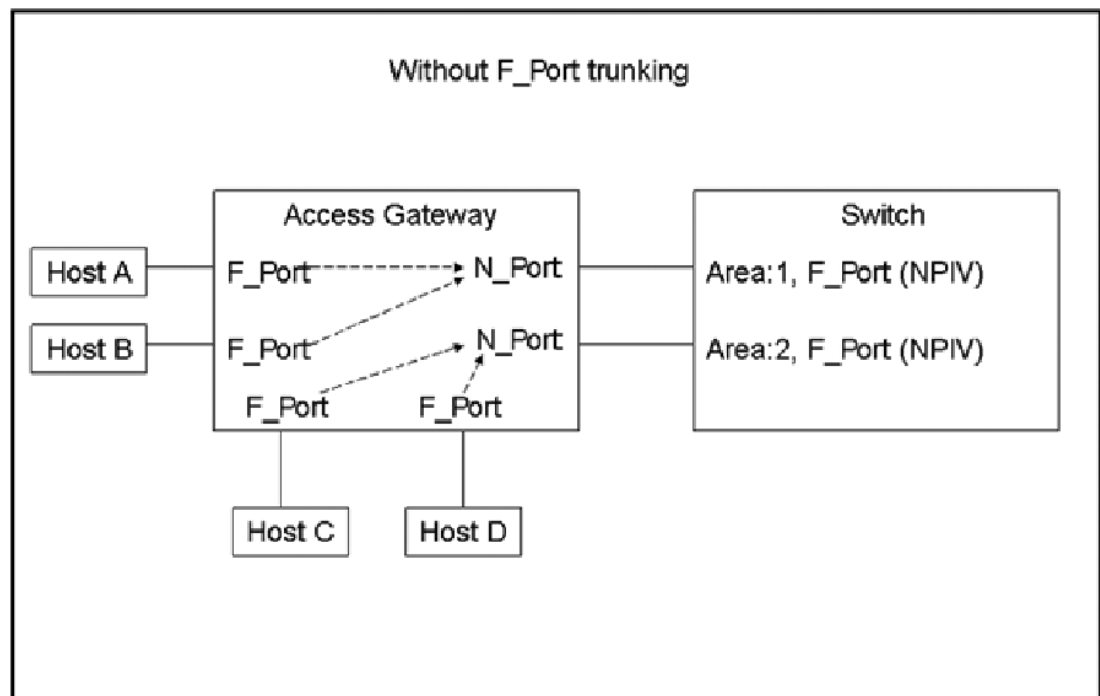 Without F_Port trunking
Access Gateway
Switch
Host A
F_Port
N_Port
Area:1, F_Port (NPIV)
Host B
F_Port
N_Port
Area:2, F_Port (NPIV)
F_Port
F_Port
Host C
Host D